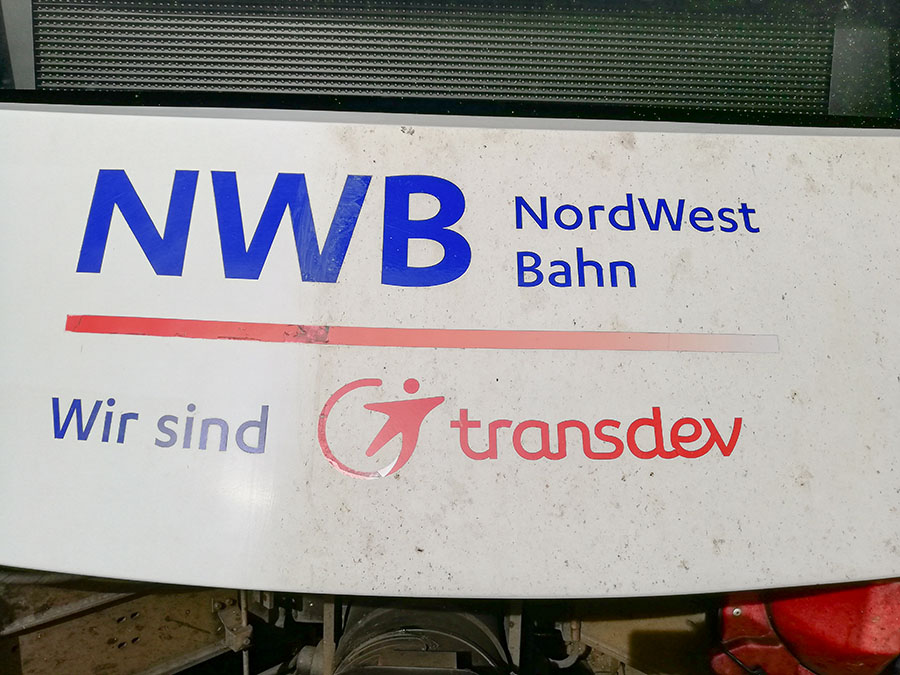 NWB
NordWest
Bahn
Wir sind transdev